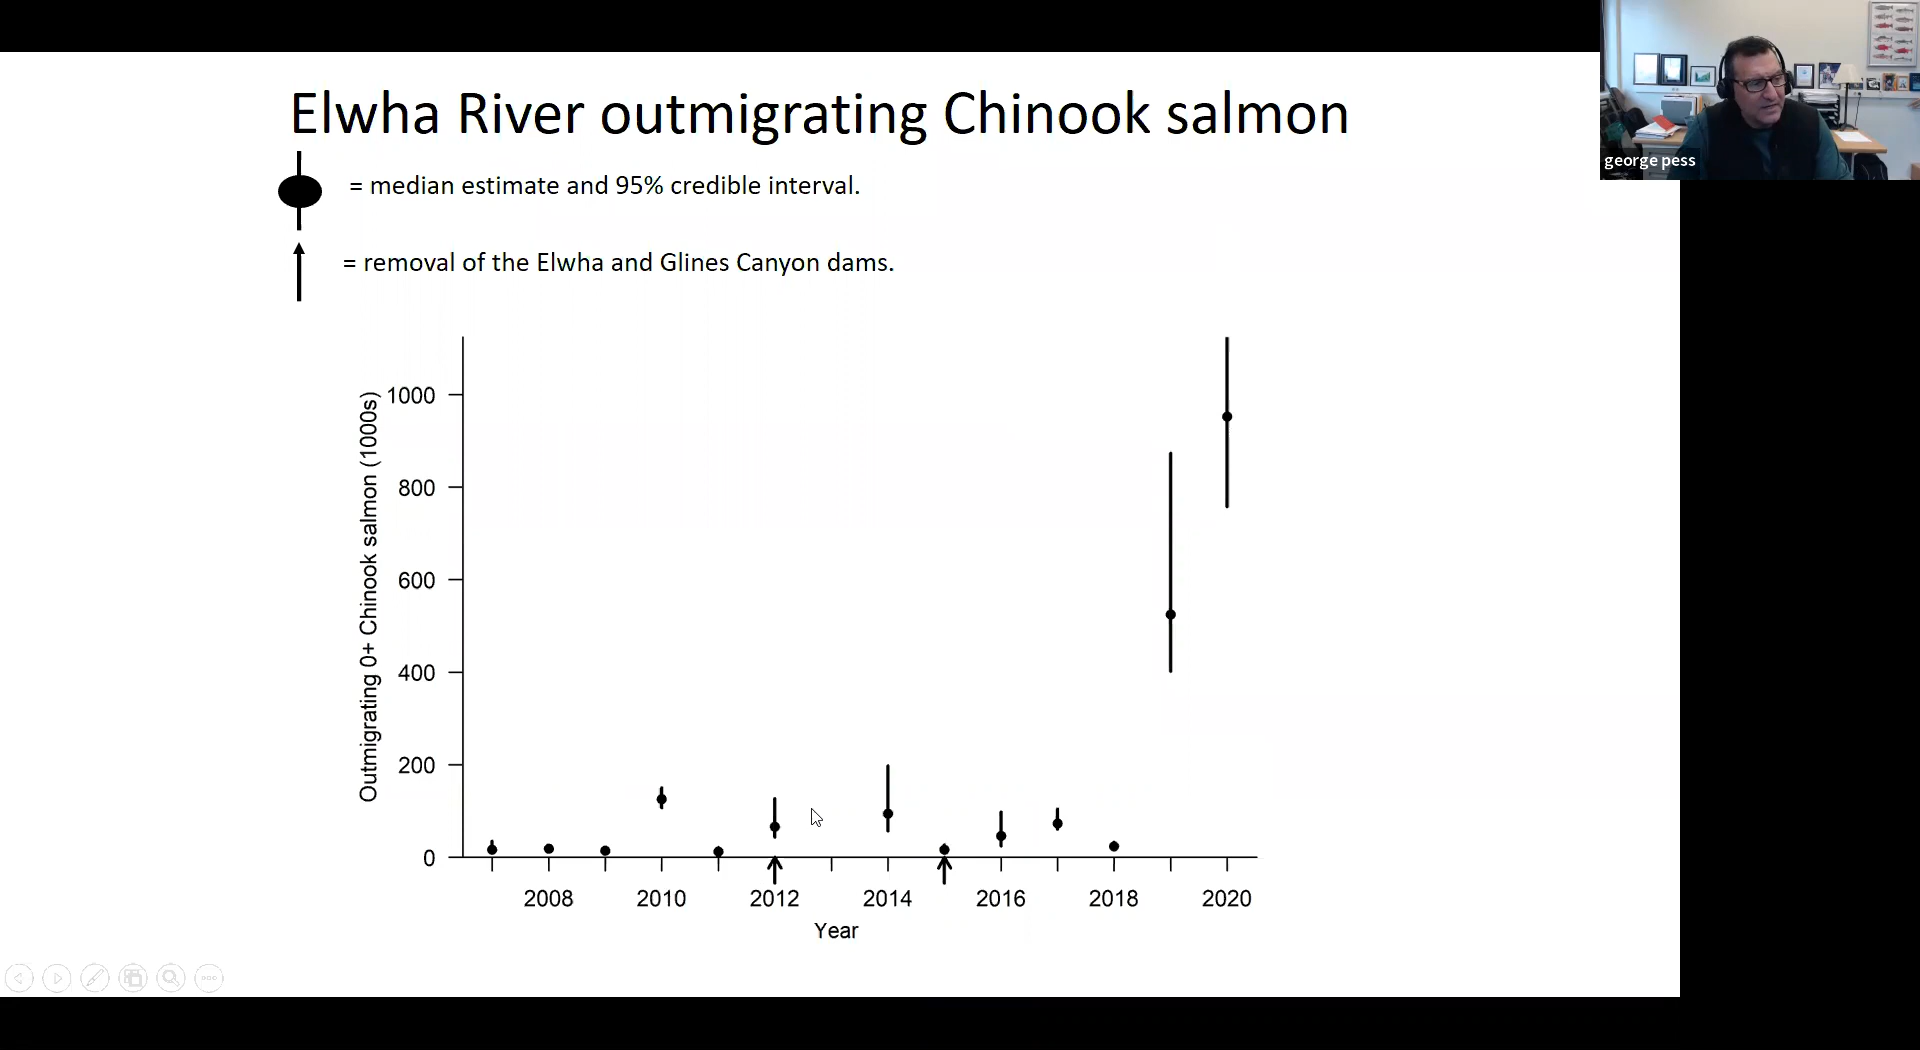 Elwha River outmigrating Chinook salmon
george pess
= median estimate and 95% credible interval.
= removal of the Elwha and Glines Canyon dams.
Outmigrating 0+ Chinook salmon (1000s)
1000
800
600
400
200
0
2008 2010 2012 2014 2016 2018 2020
Year